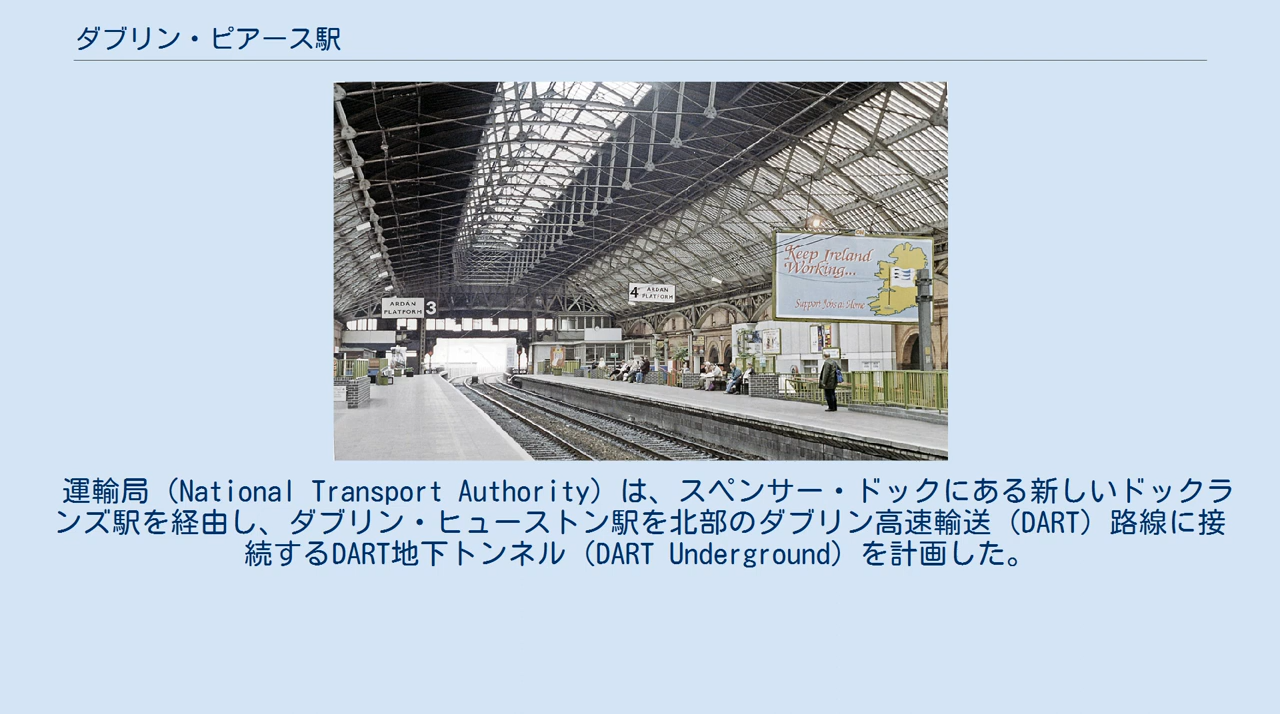 ダブリン・ピアース駅
ARDAN
PLATFORM 3
4 ARDAN
PLATFORM
Keep Ireland
Working...
Support Jobs at Home
運輸局（National Transport Authority）は、スペンサー・ドックにある新しいドックラ
ンズ駅を経由し、ダブリン・ヒューストン駅を北部のダブリン高速輸送（DART）路線に接
続するDART地下トンネル（DART Underground）を計画した。